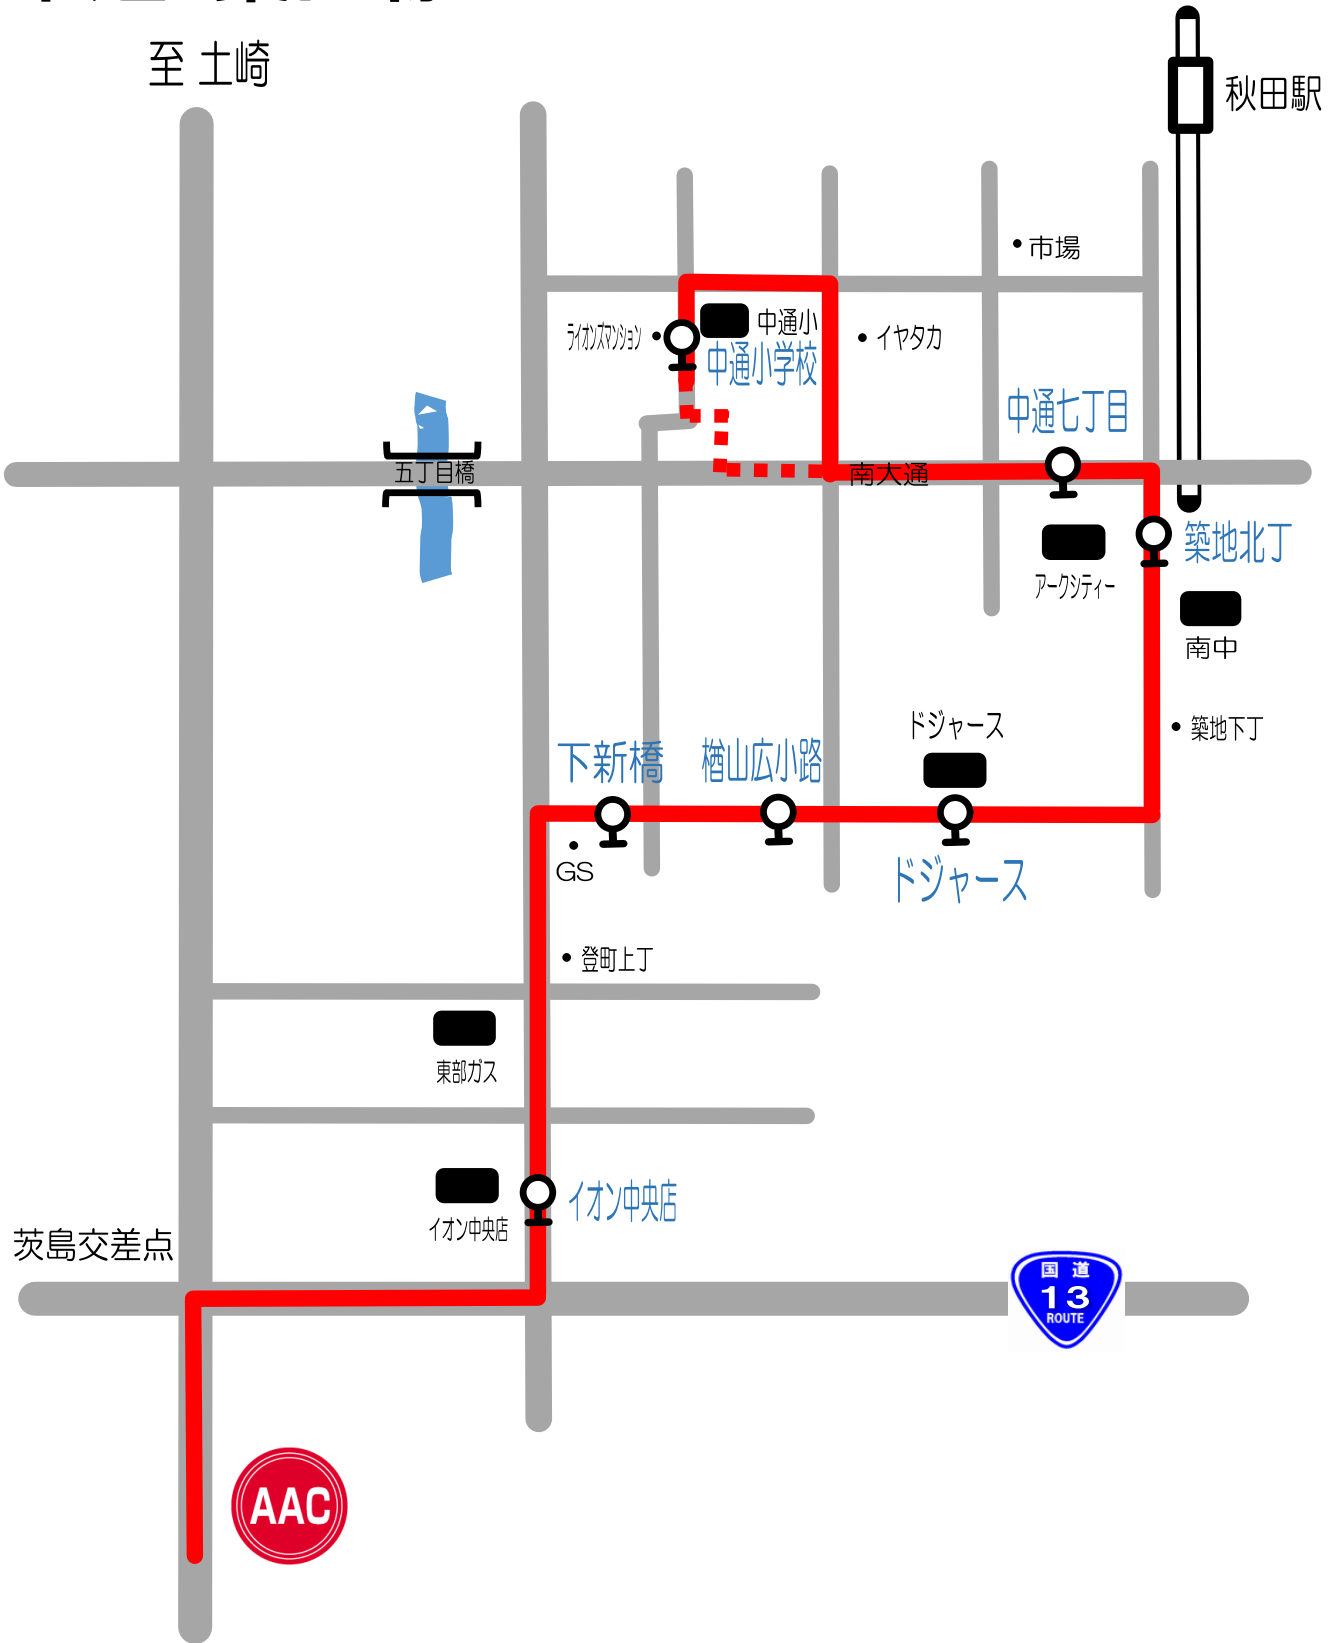 至 土崎
秋田駅
市場
ライオンズマンション
中通小
中通小学校
イヤタカ
中通七丁目
五丁目橋
南大通
築地北丁
アークシティー
南中
ドジャース
築地下丁
下新橋
楢山広小路
ドジャース
GS
登町上丁
東部ガス
イオン中央店
イオン中央店
茨島交差点
国道
13
ROUTE
AAC